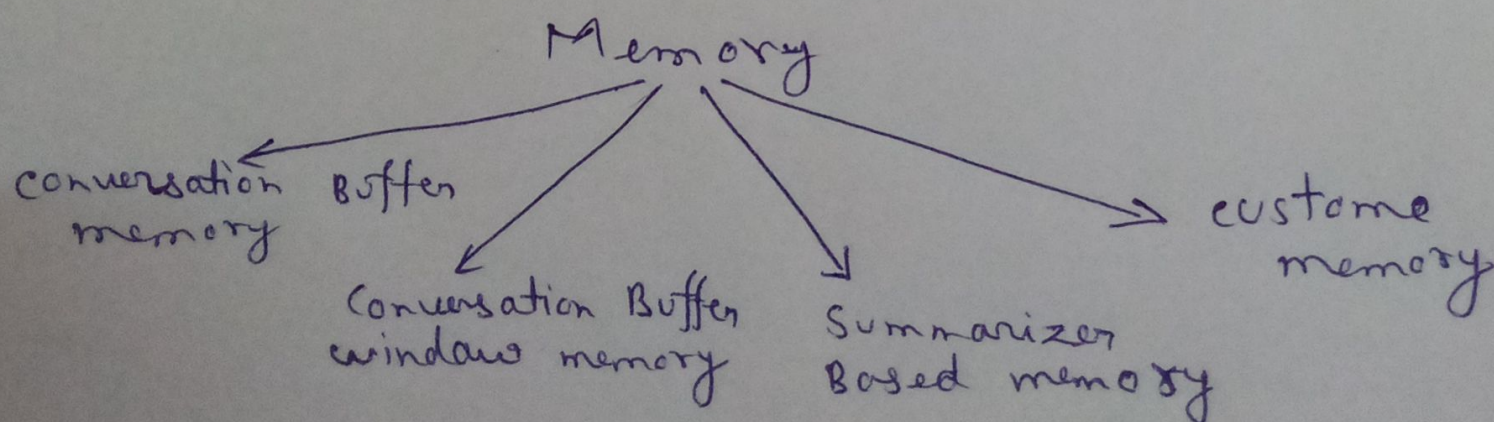 Memory
conversation Buffer
memory
Conversation Buffer
window memory
Summarizer
Based memory
custome
memory